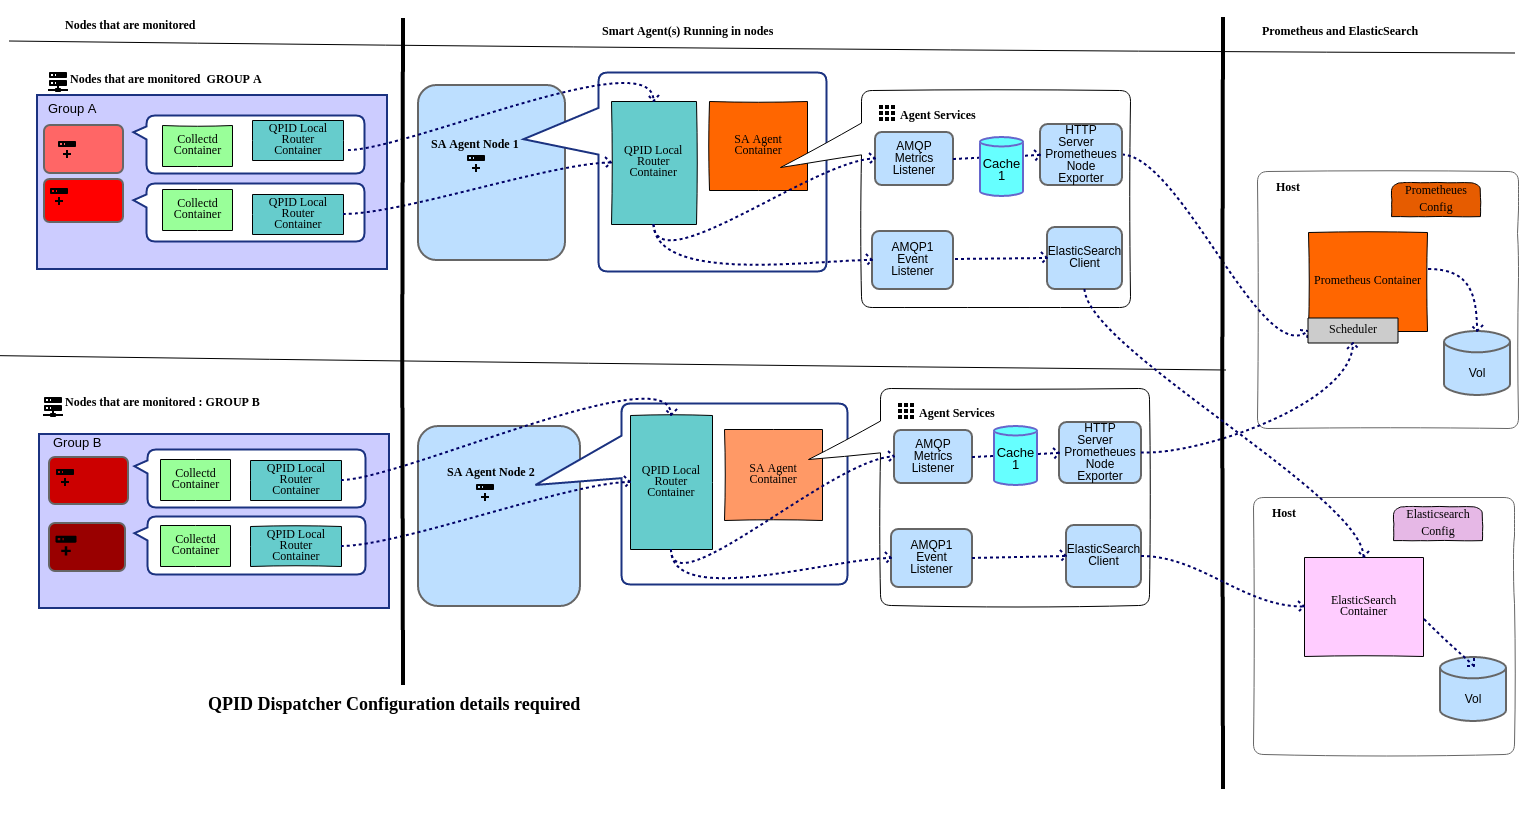 Nodes that are monitored
Smart Agent(s) Running in nodes
Prometheus and ElasticSearch
Nodes that are monitored  GROUP A
Group A
Collectd
Container
QPID Local
Router
Container
Collectd
Container
QPID Local
Router
Container
SA Agent Node 1
QPID Local
Router
Container
SA Agent
Container
Agent Services
AMQP
Metrics
Listener
Cache
1
HTTP
Server
Prometheues
Node
Exporter
AMQP1
Event
Listener
ElasticSearch
Client
Host
Prometheues
Config
Prometheus Container
Scheduler
Vol
Nodes that are monitored : GROUP B
Group B
Collectd
Container
QPID Local
Router
Container
Collectd
Container
QPID Local
Router
Container
SA Agent Node 2
QPID Local
Router
Container
SA Agent
Container
Agent Services
AMQP
Metrics
Listener
Cache
1
HTTP
Server
Prometheues
Node
Exporter
AMQP1
Event
Listener
ElasticSearch
Client
Host
Elasticsearch
Config
ElasticSearch
Container
Vol
QPID Dispatcher Configuration details required